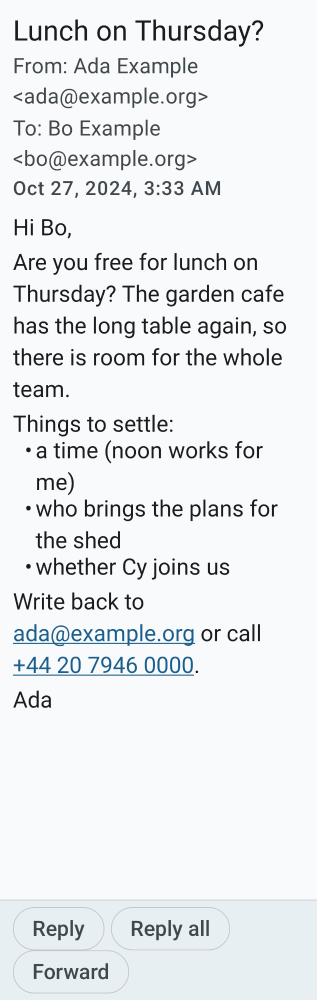 Lunch on Thursday?
From: Ada Example
<ada@example.org>
To: Bo Example
<bo@example.org>
Oct 27, 2024, 3:33 AM
Hi Bo,
Are you free for lunch on
Thursday? The garden cafe
has the long table again, so
there is room for the whole
team.
Things to settle:
• a time (noon works for
me)
• who brings the plans for
the shed
• whether Cy joins us
Write back to
ada@example.org or call
+44 20 7946 0000.
Ada
Reply
Reply all
Forward